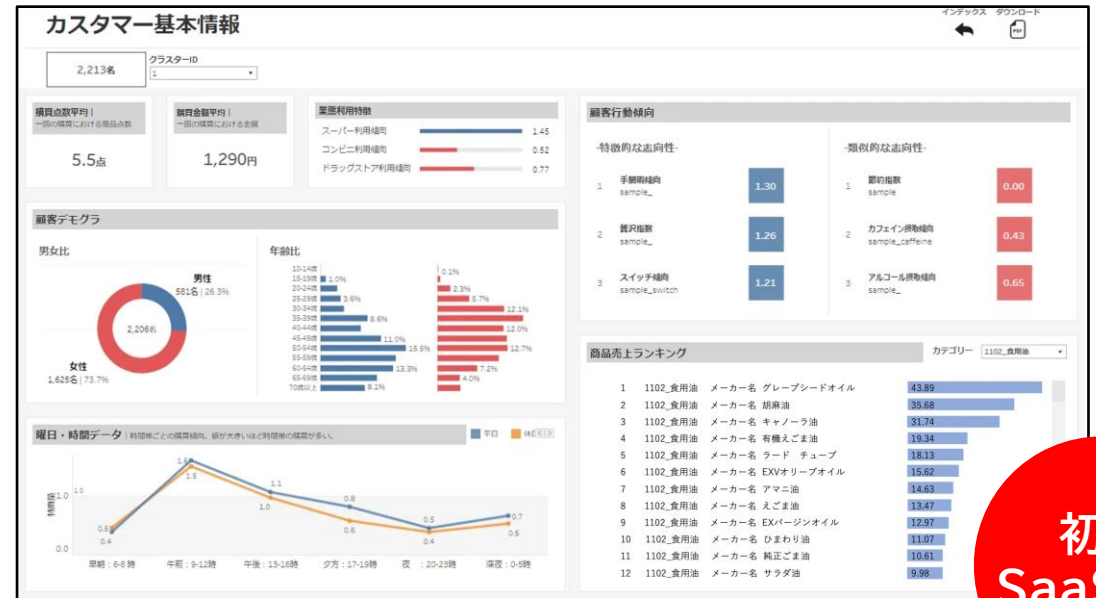 カスタマー基本情報
インデックス ダウンロード
PDF
2,213名
クラスターID
1
購買点数平均 |
一回の購買における商品点数
5.5点
購買金額平均 |
一回の購買における金額
1,290円
業態利用特徴
スーパー利用傾向 1.45
コンビニ利用傾向 0.52
ドラッグストア利用傾向 0.77
顧客行動傾向
-特徴的な志向性-
1 手間暇傾向 1.30
sample_
2 贅沢指数 1.26
sample_
3 スイッチ傾向 1.21
sample_switch
-類似的な志向性-
1 節約指数 0.00
sample
2 カフェイン摂取傾向 0.43
sample_caffeine
3 アルコール摂取傾向 0.65
sample_
顧客デモグラ
男女比
男性
581名 | 26.3%
2,206名
女性
1,625名 | 73.7%
年齢比
10-14歳 0.1%
15-19歳 1.0%
20-24歳 2.3%
25-29歳 3.6% 5.7%
30-34歳 12.1%
35-39歳 8.6%
40-44歳 12.0%
45-49歳 11.0%
50-54歳 15.5% 12.7%
55-59歳
60-64歳 13.3% 7.2%
65-69歳 4.0%
70歳以上 8.1%
商品売上ランキング
カテゴリー 1102_食用油
1 1102_食用油 メーカー名 グレープシードオイル 43.89
2 1102_食用油 メーカー名 胡麻油 35.68
3 1102_食用油 メーカー名 キャノーラ油 31.74
4 1102_食用油 メーカー名 有機えごま油 19.34
5 1102_食用油 メーカー名 ラード チューブ 18.13
6 1102_食用油 メーカー名 EXVオリーブオイル 15.62
7 1102_食用油 メーカー名 アマニ油 14.63
8 1102_食用油 メーカー名 えごま油 13.47
9 1102_食用油 メーカー名 EXバージンオイル 12.97
10 1102_食用油 メーカー名 ひまわり油 11.07
11 1102_食用油 メーカー名 純正ごま油 10.61
12 1102_食用油 メーカー名 サラダ油 9.98
曜日・時間データ | 時間帯ごとの購買傾向。値が大きいほど時間帯の購買が多い。
平日 休日
特徴量
1.0 1.0
0.0
0.5 1.6 1.1 0.8 0.5 0.7
0.4 1.5 1.0 0.6 0.4 0.5
早朝：6-8時 午前：9-12時 午後：13-16時 夕方：17-19時 夜：20-23時 深夜：0-5時
初
SaaS